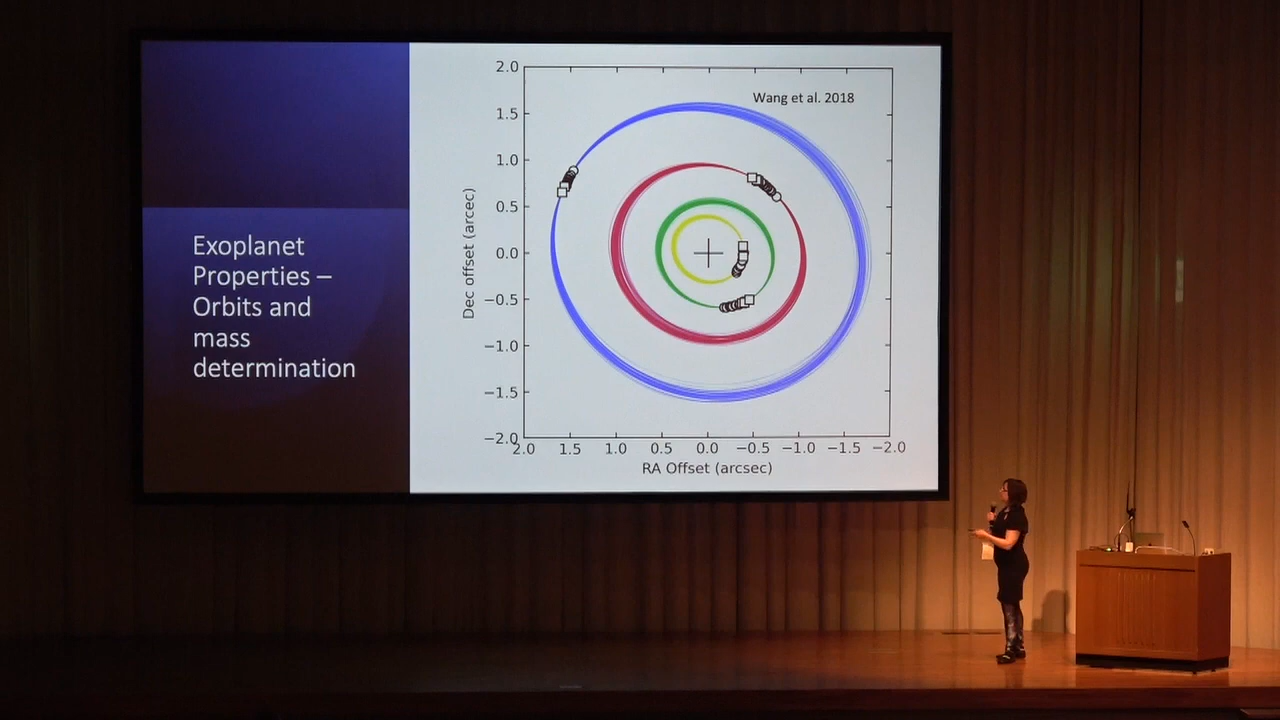 Exoplanet
Properties –
Orbits and
mass
determination
Wang et al. 2018
2.0
1.5
1.0
0.5
0.0
−0.5
−1.0
−1.5
−2.0
Dec offset (arcec)
2.0 1.5 1.0 0.5 0.0 −0.5 −1.0 −1.5 −2.0
RA Offset (arcsec)